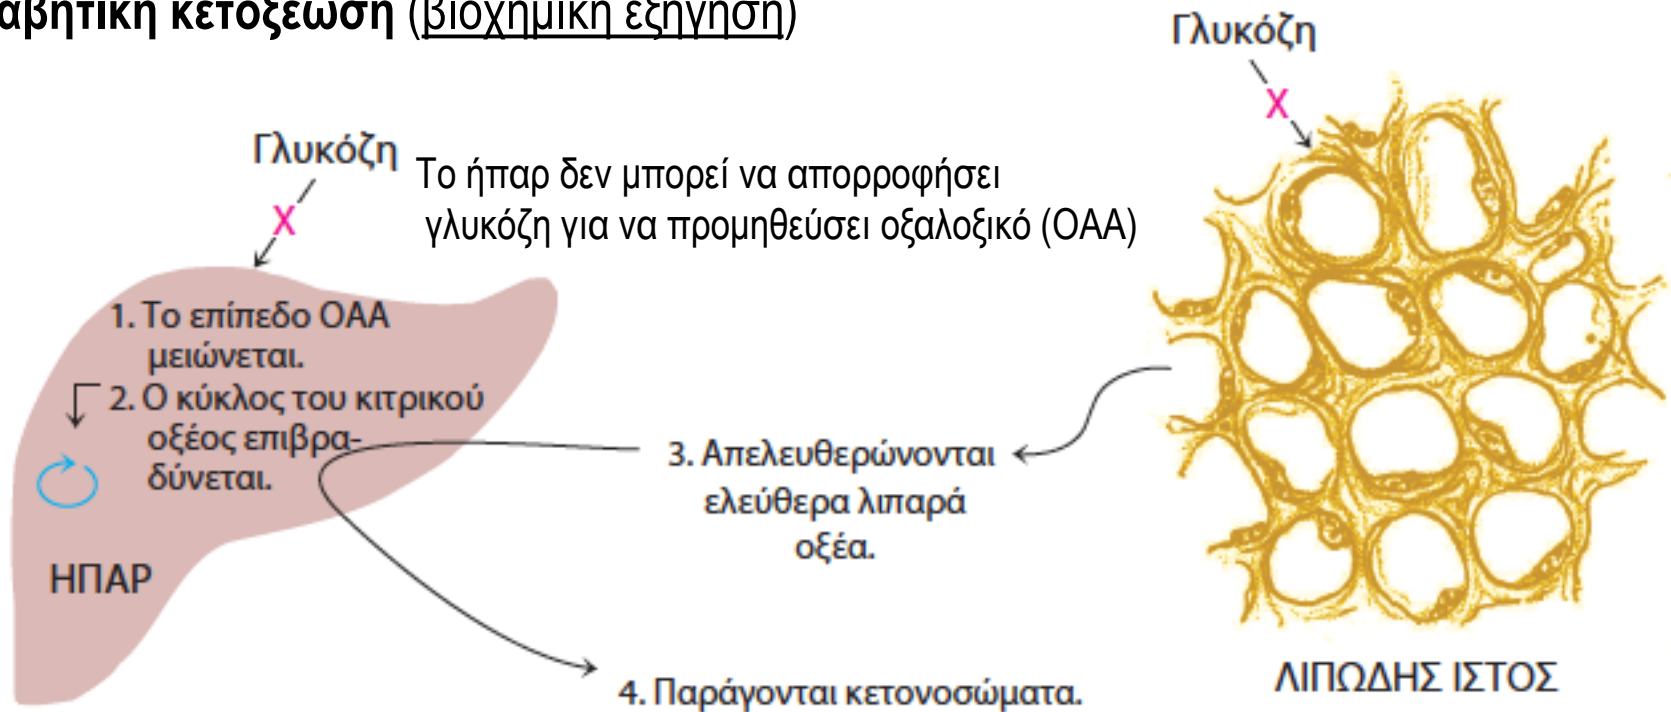 αβητική κετοξέωση (βιοχημική εξήγηση)
Γλυκόζη
Γλυκόζη
X
X
Το ήπαρ δεν μπορεί να απορροφήσει
γλυκόζη για να προμηθεύσει οξαλοξικό (ΟΑΑ)
1. Το επίπεδο ΟΑΑ
μειώνεται.
2. Ο κύκλος του κιτρικού
οξέος επιβρα-
δύνεται.
ΗΠΑΡ
3. Απελευθερώνονται
ελεύθερα λιπαρά
οξέα.
4. Παράγονται κετονοσώματα.
ΛΙΠΩΔΗΣ ΙΣΤΟΣ